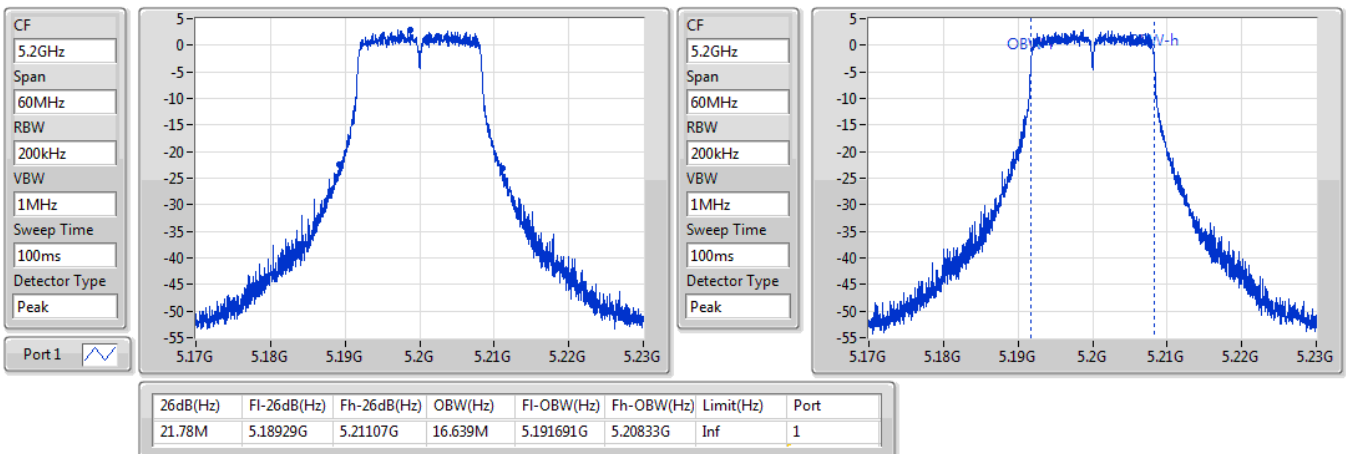 CF
5.2GHz
Span
60MHz
RBW
200kHz
VBW
1MHz
Sweep Time
100ms
Detector Type
Peak
Port 1
5
0
-5
-10
-15
-20
-25
-30
-35
-40
-45
-50
-55
5.17G 5.18G 5.19G 5.2G 5.21G 5.22G 5.23G
CF
5.2GHz
Span
60MHz
RBW
200kHz
VBW
1MHz
Sweep Time
100ms
Detector Type
Peak
5
0
-5
-10
-15
-20
-25
-30
-35
-40
-45
-50
-55
5.17G 5.18G 5.19G 5.2G 5.21G 5.22G 5.23G
26dB(Hz) Fl-26dB(Hz) Fh-26dB(Hz) OBW(Hz) Fl-OBW(Hz) Fh-OBW(Hz) Limit(Hz) Port
21.78M 5.18929G 5.21107G 16.639M 5.191691G 5.20833G Inf 1